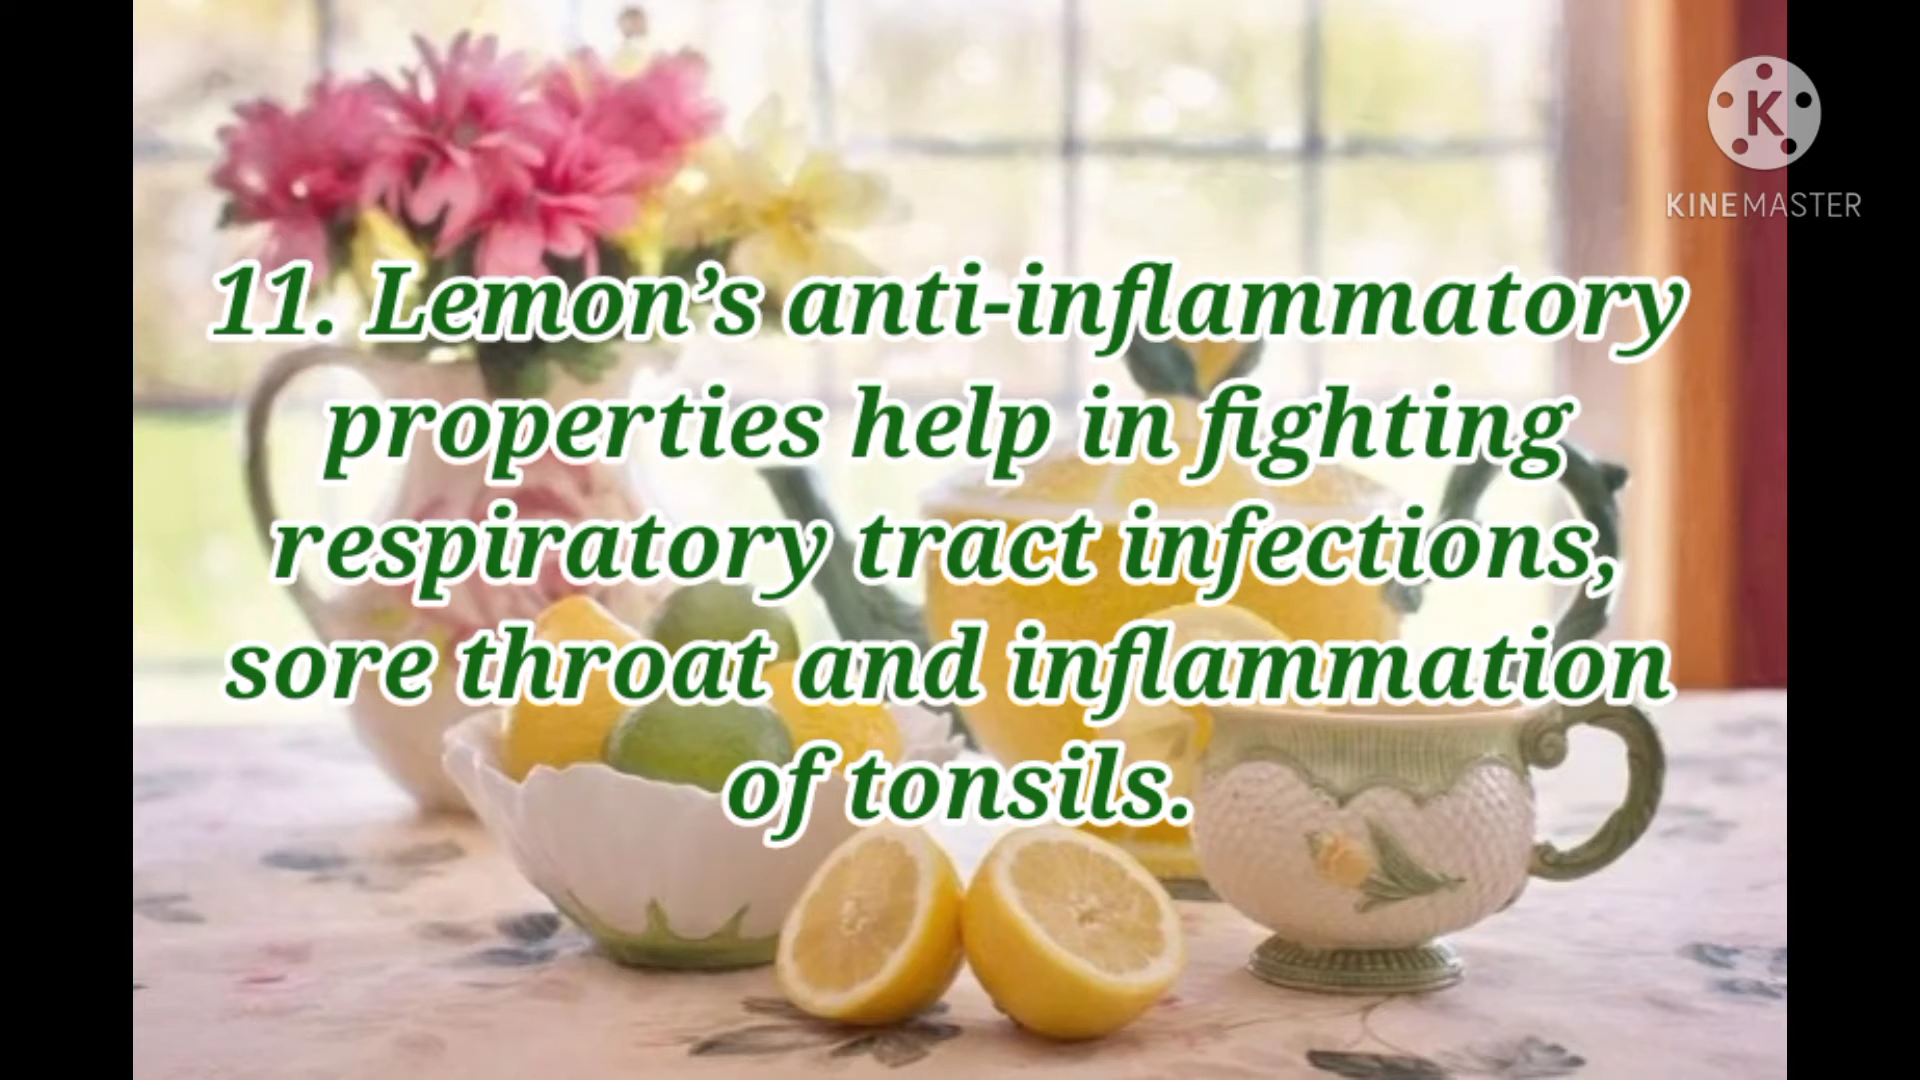 K
KINEMASTER
11. Lemon’s anti-inflammatory
properties help in fighting
respiratory tract infections,
sore throat and inflammation
of tonsils.